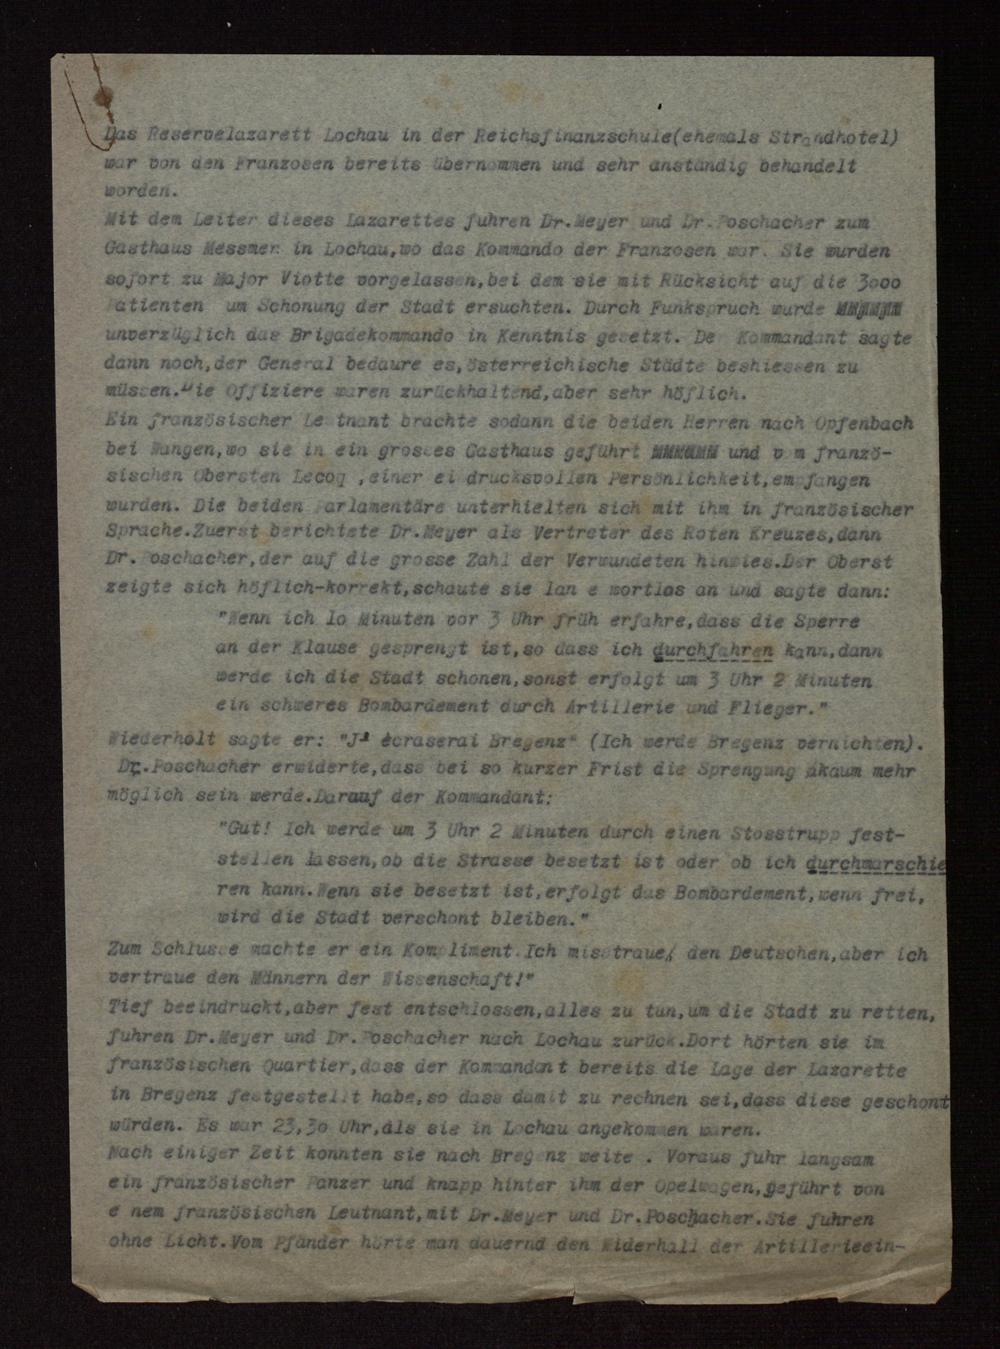 Das Reservelazarett Lochau in der Reichsfinanzschule(ehemals Strandhotel)
war von den Franzosen bereits übernommen und sehr anständig behandelt
worden.
Mit dem Leiter dieses Lazarettes fuhren Dr.Meyer und Dr.Poschacher zum
Gasthaus Messmer in Lochau,wo das Kommando der Franzosen war. Sie wurden
sofort zu Major Viotte vorgelassen,bei dem sie mit Rücksicht auf die 3ooo
Patienten um Schonung der Stadt ersuchten. Durch Funkspruch wurde
unverzüglich das Brigadekommando in Kenntnis gesetzt. Der Kommandant sagte
dann noch,der General bedaure es,österreichische Städte beshiessen zu
müssen.Die Offiziere waren zurückhaltend,aber sehr höflich.
Ein französischer Leutnant brachte sodann die beiden Herren nach Opfenbach
bei Wangen,wo sie in ein grosses Gasthaus geführt und vom franzö-
sischen Obersten Lecoq ,einer eindrucksvollen Persönlichkeit,empfangen
wurden. Die beiden Parlamentäre unterhielten sich mit ihm in französischer
Sprache.Zuerst berichtete Dr.Meyer als Vertreter des Roten Kreuzes,dann
Dr.Poschacher,der auf die grosse Zahl der Verwundeten hinwies.Der Oberst
zeigte sich höflich-korrekt,schaute sie lange wortlos an und sagte dann:
"Wenn ich 1o Minuten vor 3 Uhr früh erfahre,dass die Sperre
an der Klause gesprengt ist,so dass ich durchfahren kann,dann
werde ich die Stadt schonen,sonst erfolgt um 3 Uhr 2 Minuten
ein schweres Bombardement durch Artillerie und Flieger."
Wiederholt sagte er: "J' écraserai Bregenz" (Ich werde Bregenz vernichten).
Dr.Poschacher erwiderte,dass bei so kurzer Frist die Sprengung kaum mehr
möglich sein werde.Darauf der Kommandant:
"Gut! Ich werde um 3 Uhr 2 Minuten durch einen Stosstrupp fest-
stellen lassen,ob die Strasse besetzt ist oder ob ich durchmarschie
ren kann.Wenn sie besetzt ist,erfolgt das Bombardement,wenn frei,
wird die Stadt verschont bleiben."
Zum Schlusse machte er ein Kompliment.Ich misstraue, den Deutschen,aber ich
vertraue den Männern der Wissenschaft!"
Tief beeindruckt,aber fest entschlossen,alles zu tun,um die Stadt zu retten,
fuhren Dr.Meyer und Dr.Poschacher nach Lochau zurück.Dort hörten sie im
französischen Quartier,dass der Kommandant bereits die Lage der Lazarette
in Bregenz festgestellt habe,so dass damit zu rechnen sei,dass diese geschont
würden. Es war 23,3o Uhr,als sie in Lochau angekommen waren.
Nach einiger Zeit konnten sie nach Bregenz weiter. Voraus fuhr langsam
ein französischer Panzer und knapp hinter ihm der Opelwagen,geführt von
einem französischen Leutnant,mit Dr.Meyer und Dr.Poschacher.Sie fuhren
ohne Licht.Vom Pfänder hörte man dauernd den Widerhall der Artillerieein-